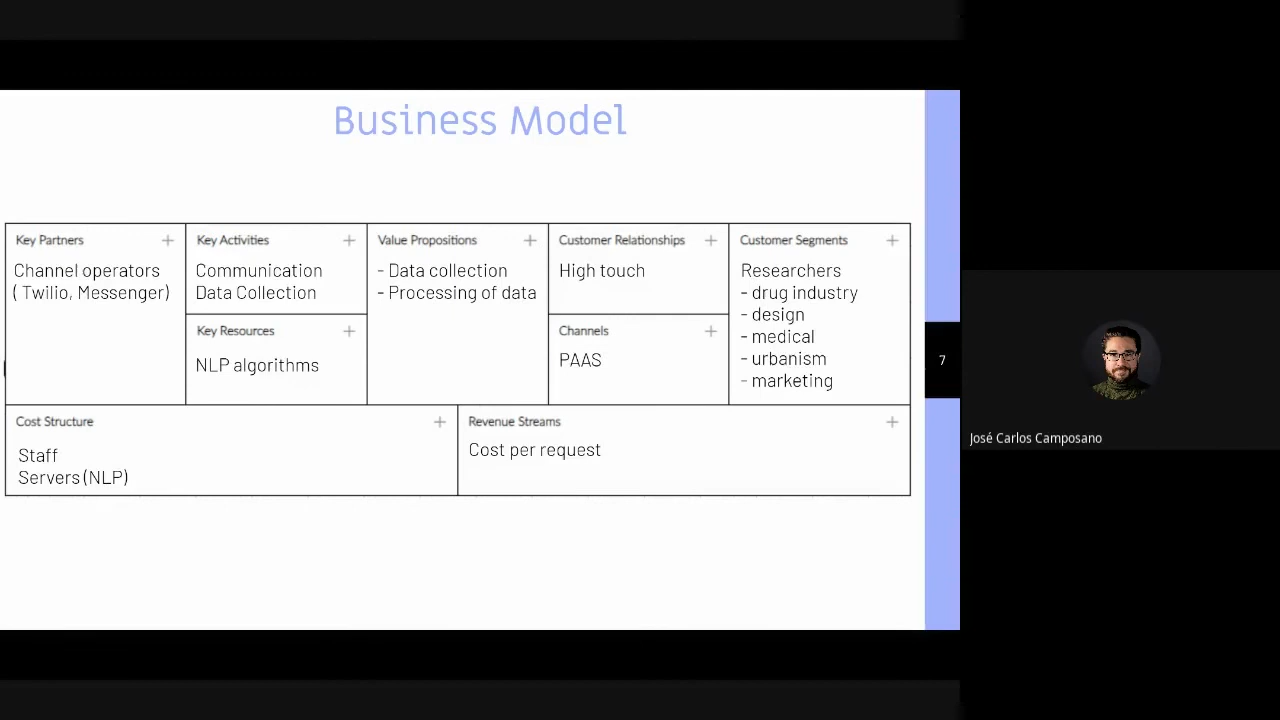 Business Model
Key Partners
Channel operators
( Twilio, Messenger)
Key Activities
Communication
Data Collection
Key Resources
NLP algorithms
Value Propositions
- Data collection
- Processing of data
Customer Relationships
High touch
Channels
PAAS
Customer Segments
Researchers
- drug industry
- design
- medical
- urbanism
- marketing
Cost Structure
Staff
Servers (NLP)
Revenue Streams
Cost per request
7
José Carlos Camposano